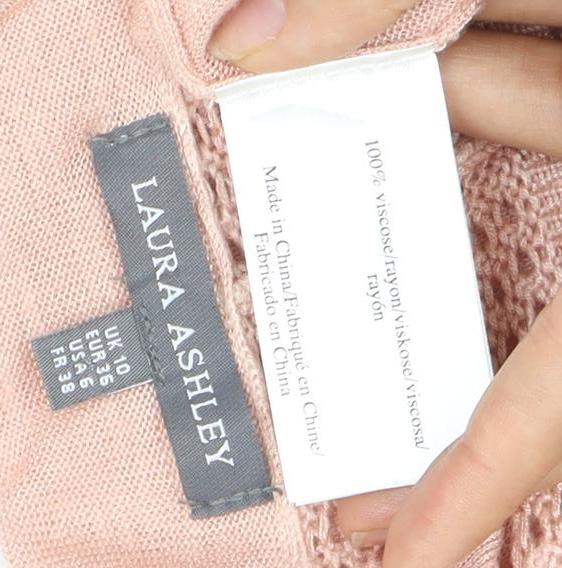 LAURA ASHLEY
UK 10
EUR 36
USA 6
FR 38
100% viscose/rayon/viskose/viscosa/
rayón
Made in China/Fabriqué en Chine/
Fabricado en China